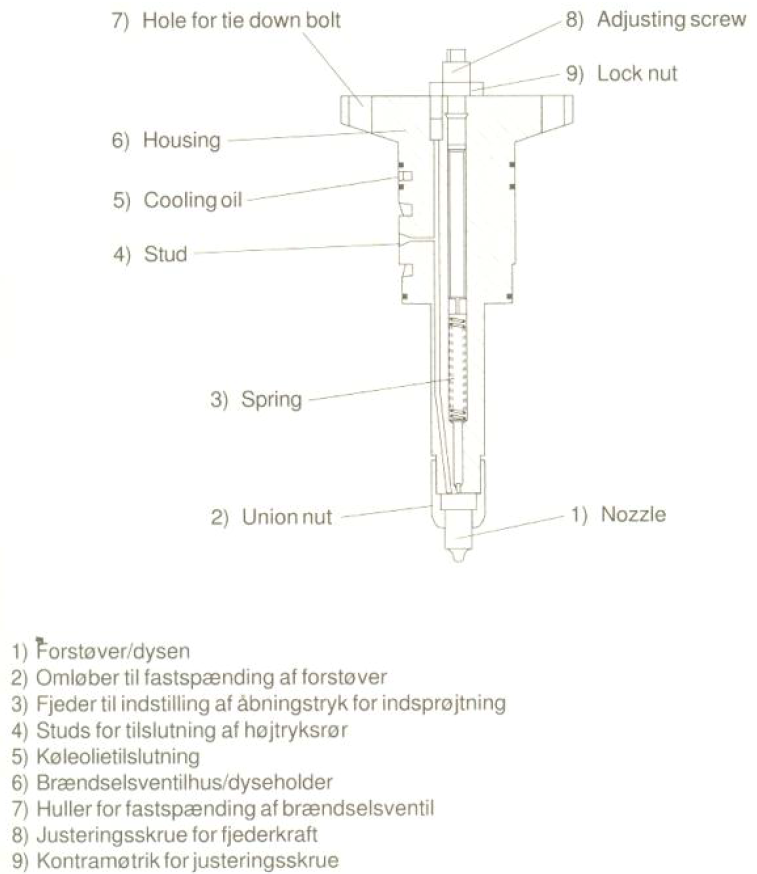 7) Hole for tie down bolt
8) Adjusting screw
9) Lock nut
6) Housing
5) Cooling oil
4) Stud
3) Spring
2) Union nut
1) Nozzle
1) Forstøver/dysen
2) Omløber til fastspænding af forstøver
3) Fjeder til indstilling af åbningstryk for indsprøjtning
4) Studs for tilslutning af højtryksrør
5) Køleolietilslutning
6) Brændselsventilhus/dyseholder
7) Huller for fastspænding af brændselsventil
8) Justeringsskrue for fjederkraft
9) Kontramøtrik for justeringsskrue